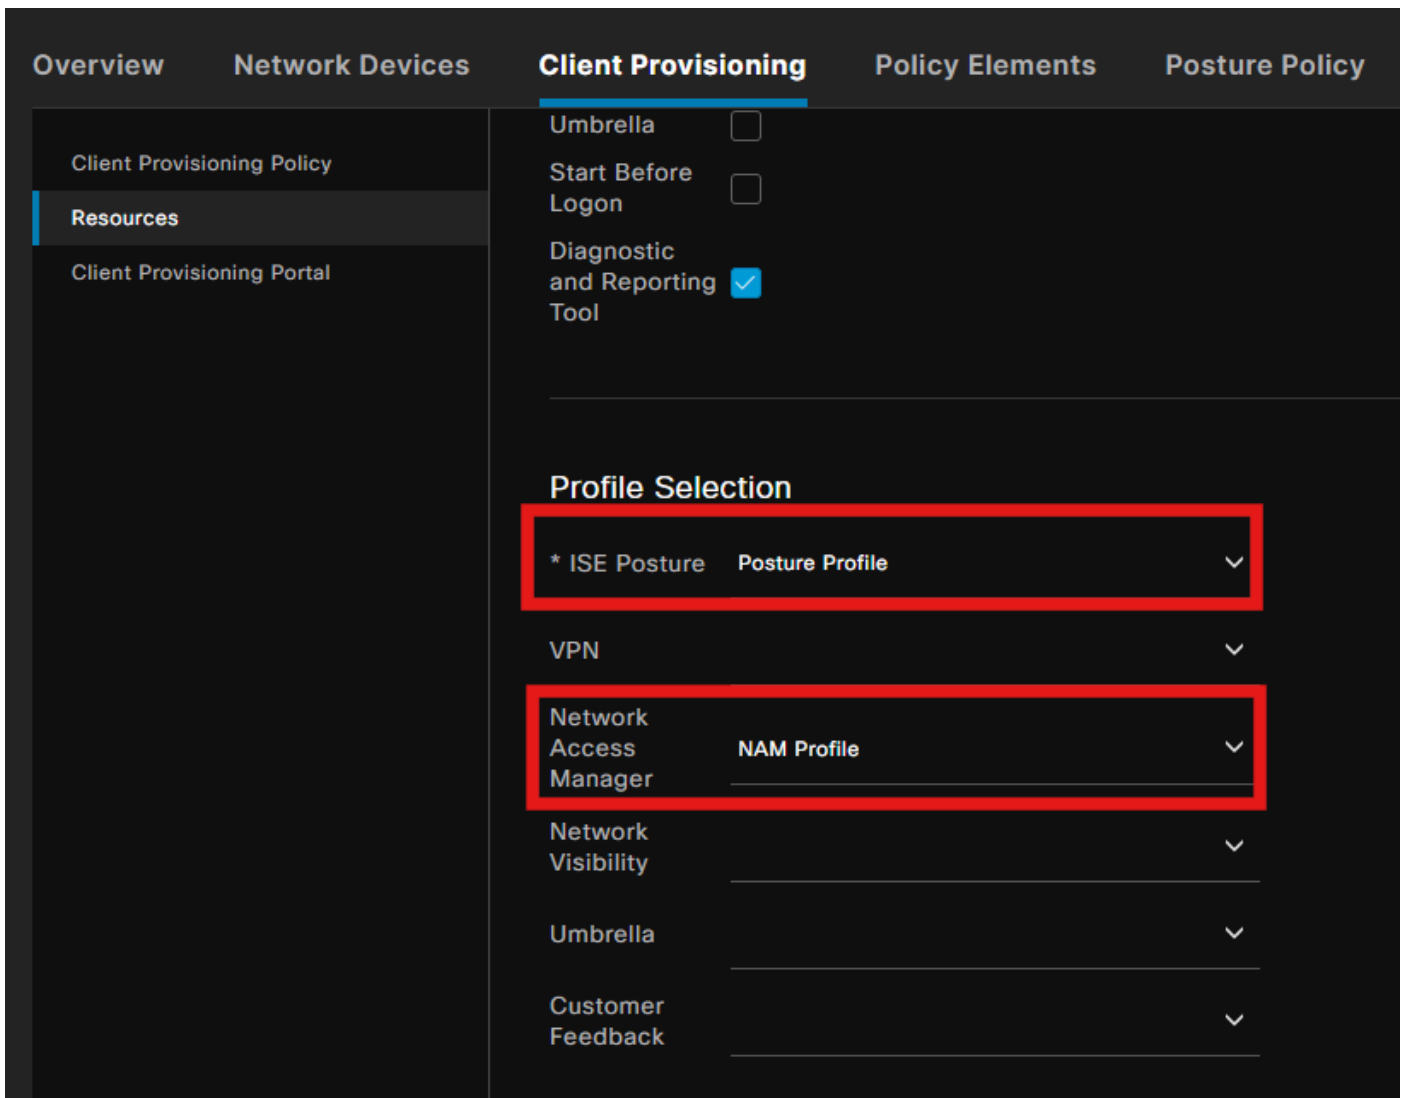 Overview Network Devices Client Provisioning Policy Elements Posture Policy
Client Provisioning Policy
Resources
Client Provisioning Portal
Umbrella
Start Before
Logon
Diagnostic
and Reporting
Tool
Profile Selection
* ISE Posture Posture Profile
VPN
Network
Access
Manager
NAM Profile
Network
Visibility
Umbrella
Customer
Feedback